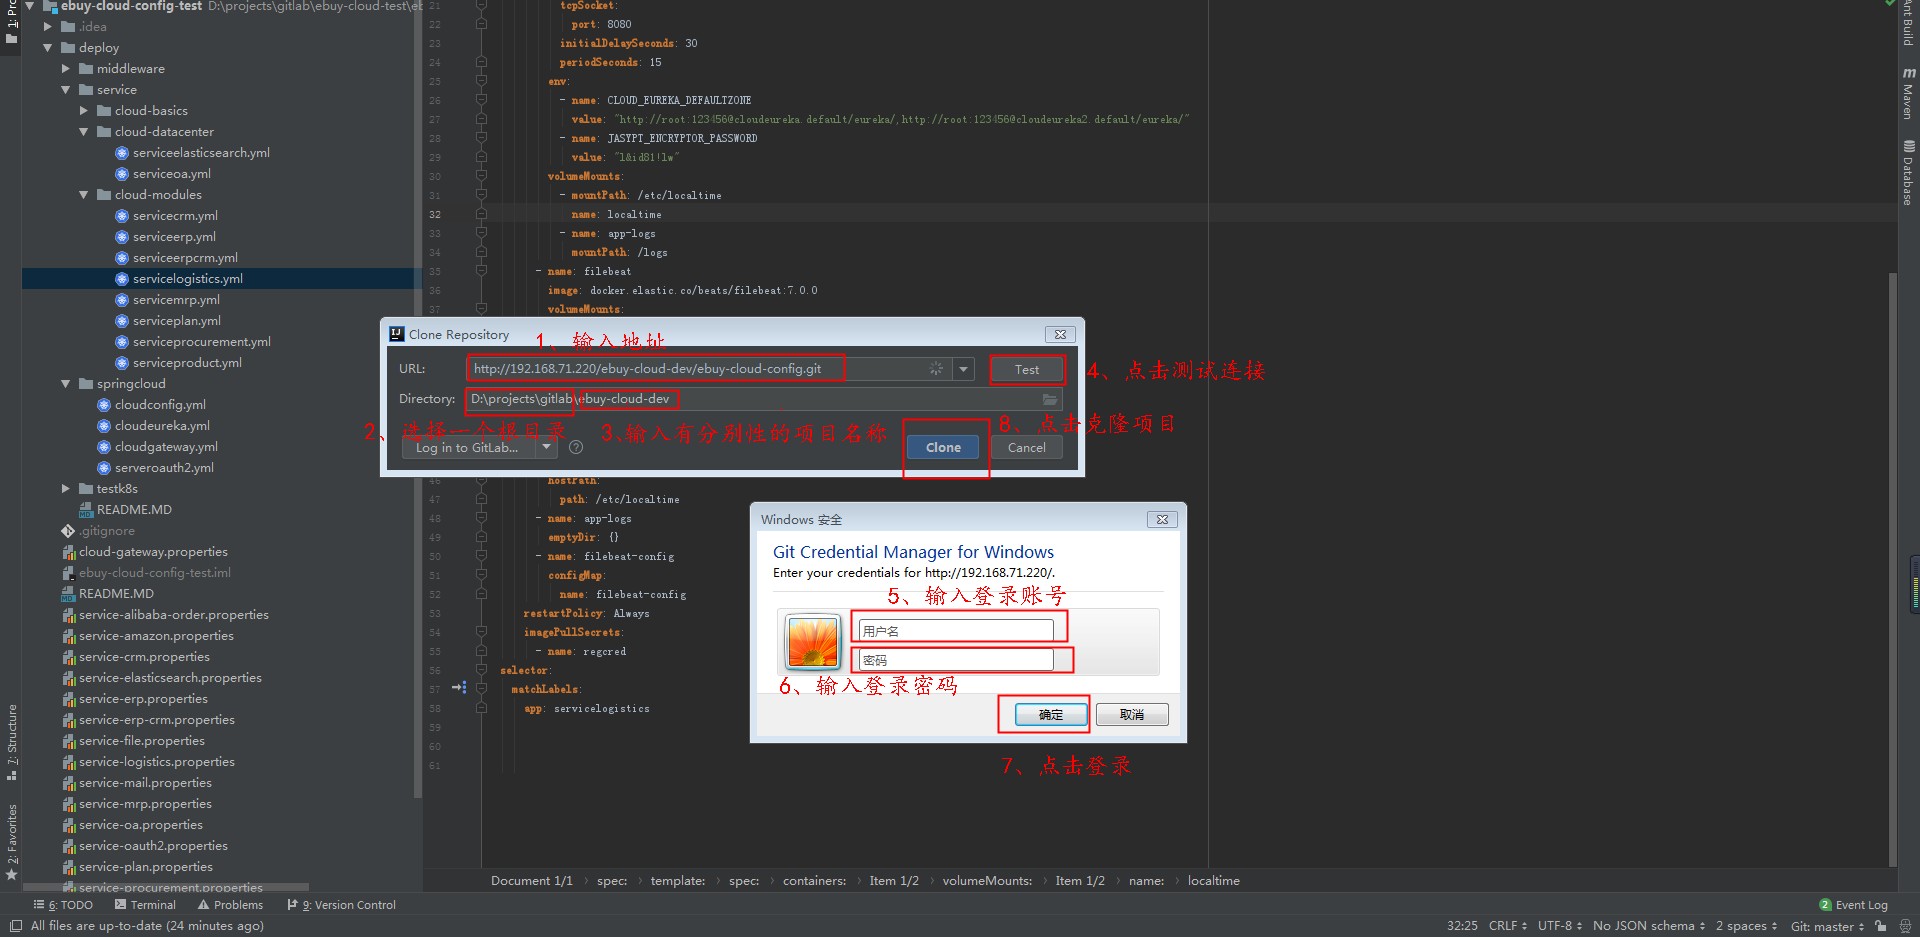 1: Pro
ebuy-cloud-config-test D:\projects\gitlab\ebuy-cloud-test\eb
.idea
deploy
middleware
service
cloud-basics
cloud-datacenter
serviceelasticsearch.yml
serviceoa.yml
cloud-modules
servicecrm.yml
serviceerp.yml
serviceerpcrm.yml
servicelogistics.yml
servicemrp.yml
serviceplan.yml
serviceprocurement.yml
serviceproduct.yml
springcloud
cloudconfig.yml
cloudeureka.yml
cloudgateway.yml
serveroauth2.yml
testk8s
README.MD
.gitignore
cloud-gateway.properties
ebuy-cloud-config-test.iml
README.MD
service-alibaba-order.properties
service-amazon.properties
service-crm.properties
service-elasticsearch.properties
service-erp.properties
service-erp-crm.properties
service-file.properties
service-logistics.properties
service-mail.properties
service-mrp.properties
service-oa.properties
service-oauth2.properties
service-plan.properties
service-procurement.properties
7: Structure
2: Favorites
21 tcpSocket:
22 port: 8080
23 initialDelaySeconds: 30
24 periodSeconds: 15
25 env:
26 - name: CLOUD_EUREKA_DEFAULTZONE
27 value: "http://root:123456@cloudeureka.default/eureka/,http://root:123456@cloudeureka2.default/eureka/"
28 - name: JASYPT_ENCRYPTOR_PASSWORD
29 value: "l&id81!lw"
30 volumeMounts:
31 - mountPath: /etc/localtime
32 name: localtime
33 - name: app-logs
34 mountPath: /logs
35 - name: filebeat
36 image: docker.elastic.co/beats/filebeat:7.0.0
37 volumeMounts:
Clone Repository
1、输入地址
URL: http://192.168.71.220/ebuy-cloud-dev/ebuy-cloud-config.git Test
4、点击测试连接
Directory: D:\projects\gitlab\ebuy-cloud-dev
2、选择一个根目录
3、输入有分别性的项目名称
8、点击克隆项目
Log in to GitLab... ? Clone Cancel
46 hostPath:
47 path: /etc/localtime
48 - name: app-logs
49 emptyDir: {}
50 - name: filebeat-config
51 configMap:
52 name: filebeat-config
53 restartPolicy: Always
54 imagePullSecrets:
55 - name: regcred
56 selector:
57 matchLabels:
58 app: servicelogistics
59
60
61
Windows 安全
Git Credential Manager for Windows
Enter your credentials for http://192.168.71.220/.
5、输入登录账号
用户名
密码
6、输入登录密码
确定 取消
7、点击登录
Ant Build
Maven
Database
Document 1/1 › spec: › template: › spec: › containers: › Item 1/2 › volumeMounts: › Item 1/2 › name: › localtime
6: TODO Terminal Problems 9: Version Control 2 Event Log
All files are up-to-date (24 minutes ago) 32:25 CRLF UTF-8 No JSON schema 2 spaces Git: master